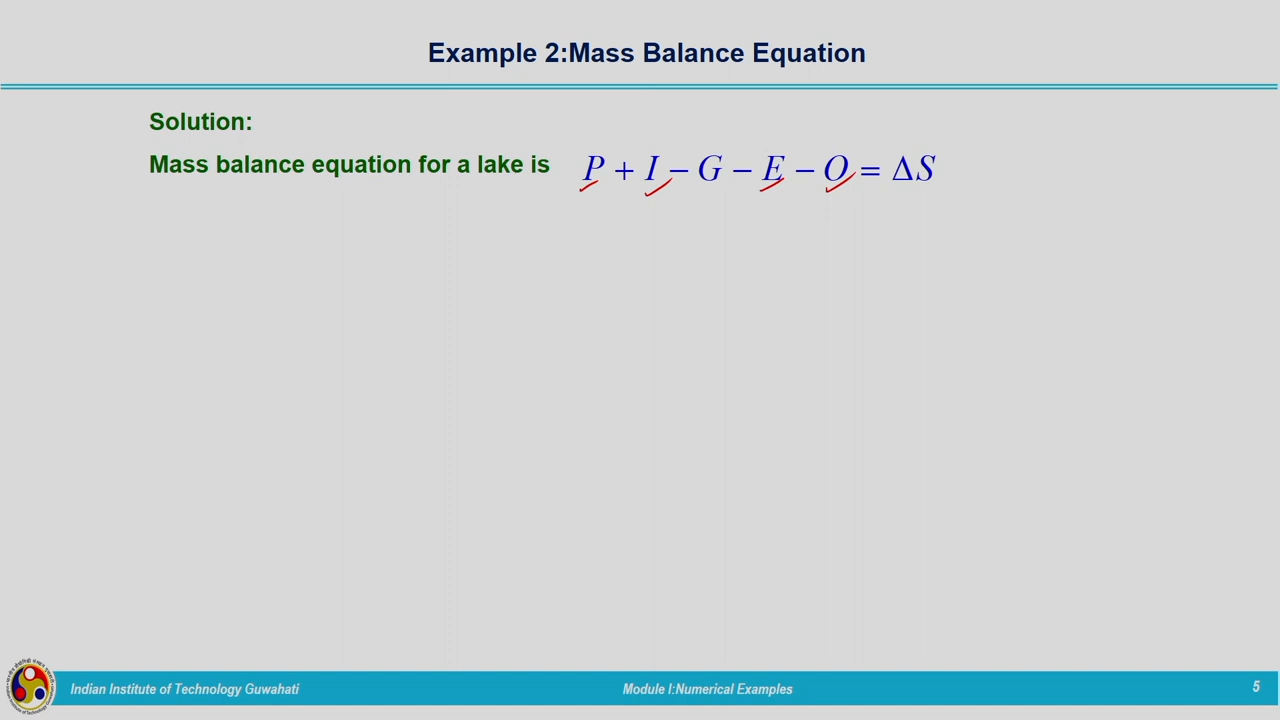 Example 2:Mass Balance Equation
Solution:
Mass balance equation for a lake is P + I − G − E − O = ΔS
Indian Institute of Technology Guwahati
Module I:Numerical Examples
5